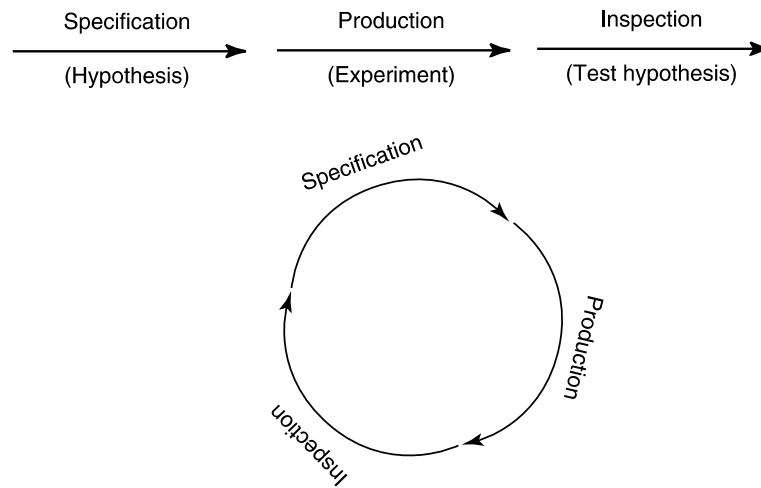 Specification
Production
Inspection
(Hypothesis)
(Experiment)
(Test hypothesis)
Specification
Production
Inspection